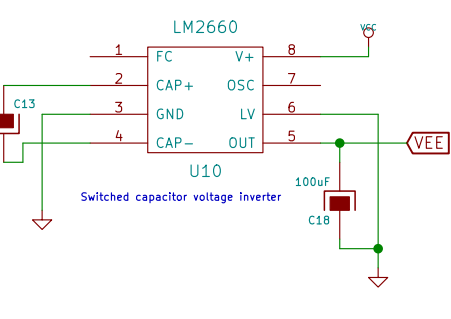 LM2660
VCC
1 FC V+ 8
2 CAP+ OSC 7
C13
3 GND LV 6
4 CAP- OUT 5
VEE
U10
100uF
Switched capacitor voltage inverter
C18